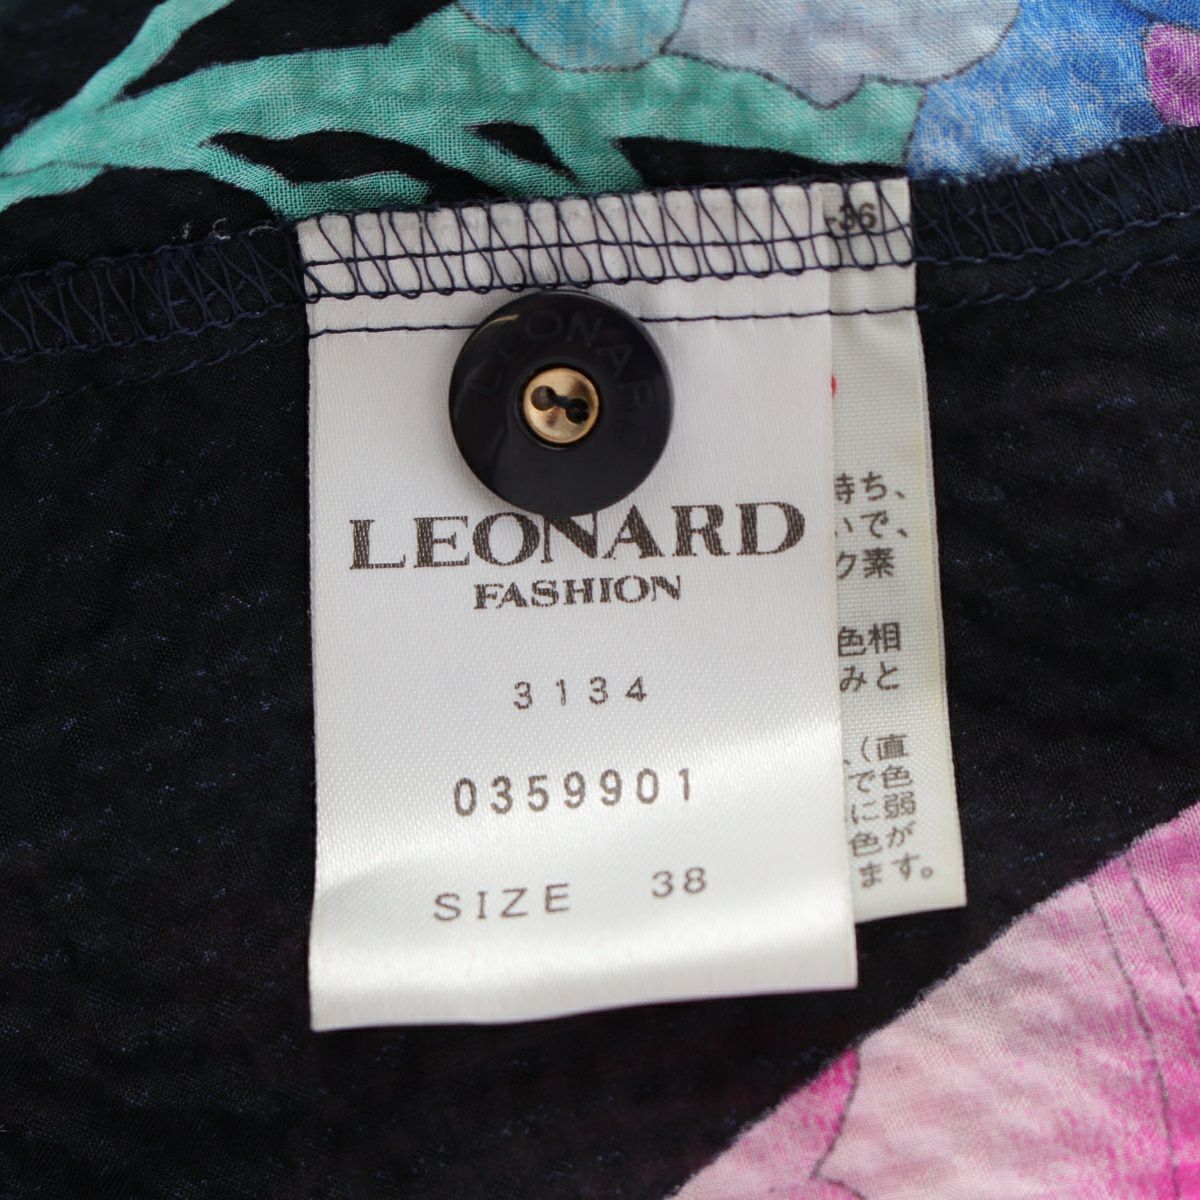 -36
LEONARD
LEONARD
FASHION
3134
0359901
SIZE 38
持ち、
いで、
ク素
色相
みと
(直
で色
に弱
色が
ます。